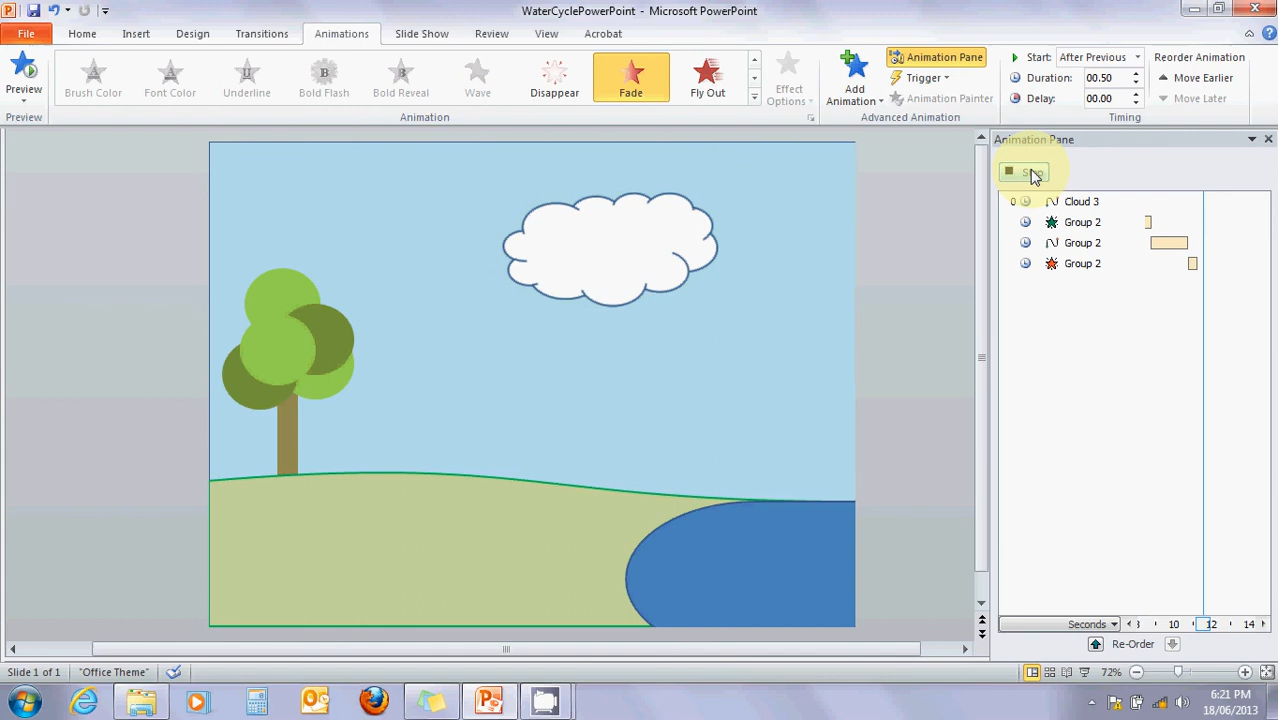 WaterCyclePowerPoint - Microsoft PowerPoint
File Home Insert Design Transitions Animations Slide Show Review View Acrobat
Preview
Brush Color Font Color Underline Bold Flash Bold Reveal Wave Disappear Fade Fly Out
Effect Options
Add Animation
Animation Pane
Trigger
Animation Painter
Start: After Previous
Duration: 00.50
Delay: 00.00
Reorder Animation
Move Earlier
Move Later
Preview Animation Advanced Animation Timing
Animation Pane
0 Cloud 3
Group 2
Group 2
Group 2
Seconds 10 12 14
Re-Order
Slide 1 of 1 "Office Theme" 72%
6:21 PM
18/06/2013